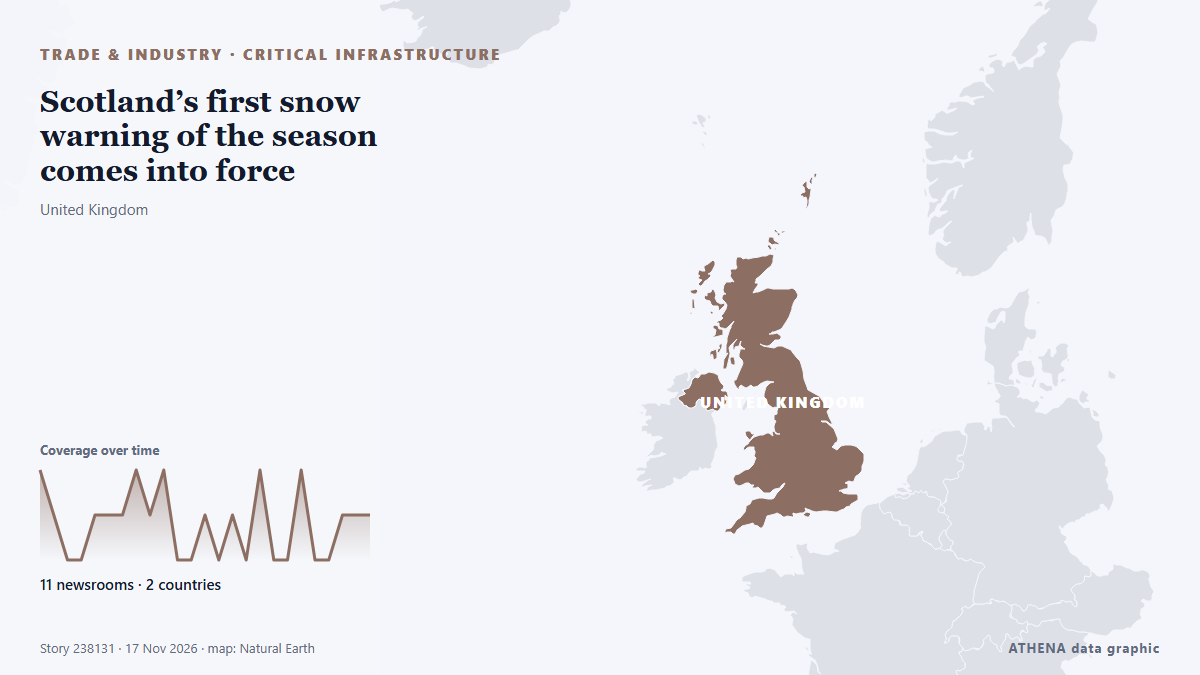 TRADE & INDUSTRY · CRITICAL INFRASTRUCTURE
Scotland’s first snow
warning of the season
comes into force
United Kingdom
UNITED KINGDOM
Coverage over time
11 newsrooms · 2 countries
Story 238131 · 17 Nov 2026 · map: Natural Earth
ATHENA data graphic